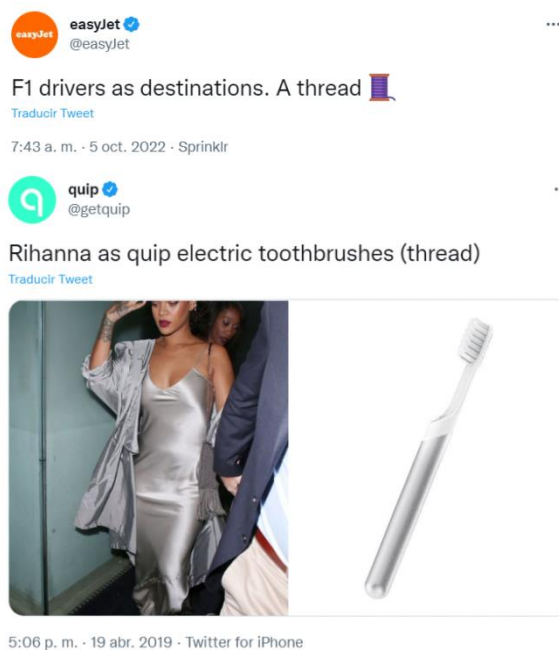 easyJet
easyJet
@easyJet
F1 drivers as destinations. A thread
Traducir Tweet
7:43 a. m. · 5 oct. 2022 · Sprinklr
quip
@getquip
Rihanna as quip electric toothbrushes (thread)
Traducir Tweet
5:06 p. m. · 19 abr. 2019 · Twitter for iPhone